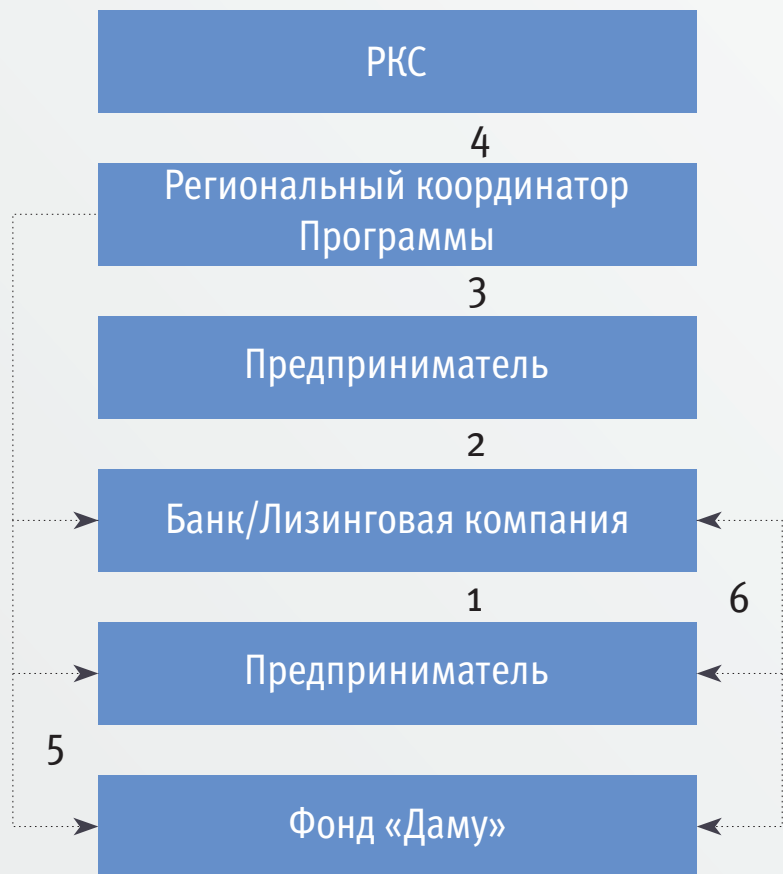 РКС
4
Региональный координатор
Программы
3
Предприниматель
2
Банк/Лизинговая компания
1
6
Предприниматель
5
Фонд «Даму»